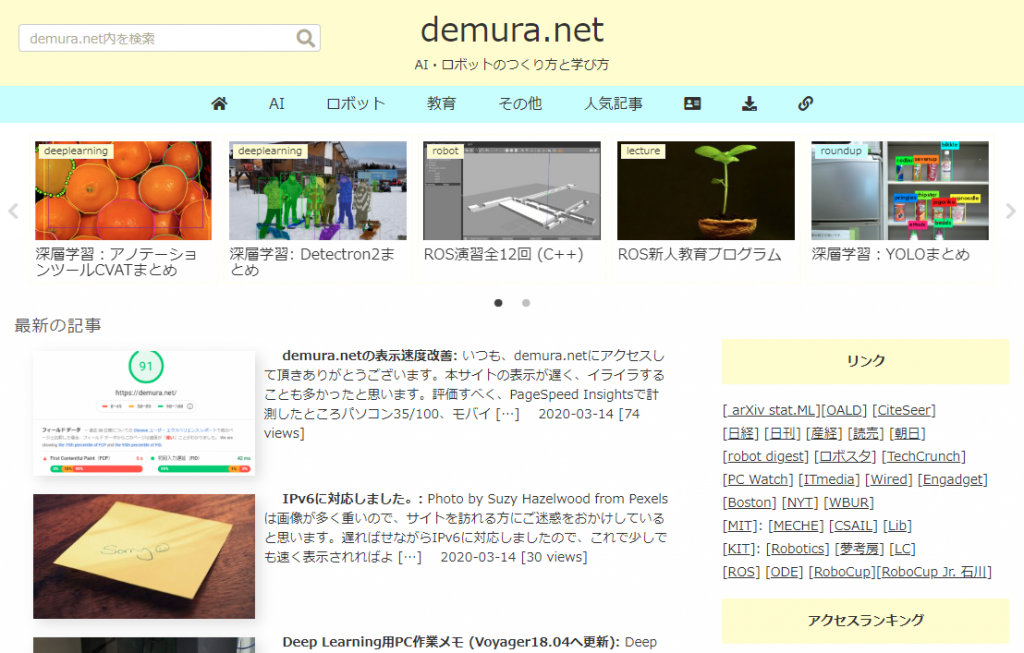 demura.net
demura.net内を検索
AI・ロボットのつくり方と学び方
AI ロボット 教育 その他 人気記事
deeplearning
深層学習：アノテーションツールCVATまとめ
deeplearning
深層学習: Detectron2まとめ
robot
ROS演習全12回 (C++)
lecture
ROS新人教育プログラム
roundup
深層学習：YOLOまとめ
最新の記事
91
https://demura.net/
0-49 50-89 90-100
フィールド データ
First Contentful Paint (FCP)
初回入力遅延 (FID)
42 ms
demura.netの表示速度改善: いつも、demura.netにアクセスし
て頂きありがとうございます。本サイトの表示が遅く、イライラする
ことも多かったと思います。評価すべく、PageSpeed Insightsで計
測したところパソコン35/100、モバイ […] 2020-03-14 [74
views]
Sorry
IPv6に対応しました。: Photo by Suzy Hazelwood from Pexels
は画像が多く重いので、サイトを訪れる方にご迷惑をおかけしている
と思います。遅ればせながらIPv6に対応しましたので、これで少しで
も速く表示されればよ […] 2020-03-14 [30 views]
Deep Learning用PC作業メモ (Voyager18.04へ更新): Deep
リンク
[ arXiv stat.ML][OALD] [CiteSeer]
[日経] [日刊] [産経] [読売] [朝日]
[robot digest] [ロボスタ] [TechCrunch]
[PC Watch] [ITmedia] [Wired] [Engadget]
[Boston] [NYT] [WBUR]
[MIT]: [MECHE] [CSAIL] [Lib]
[KIT]: [Robotics] [夢考房] [LC]
[ROS] [ODE] [RoboCup][RoboCup Jr. 石川]
アクセスランキング